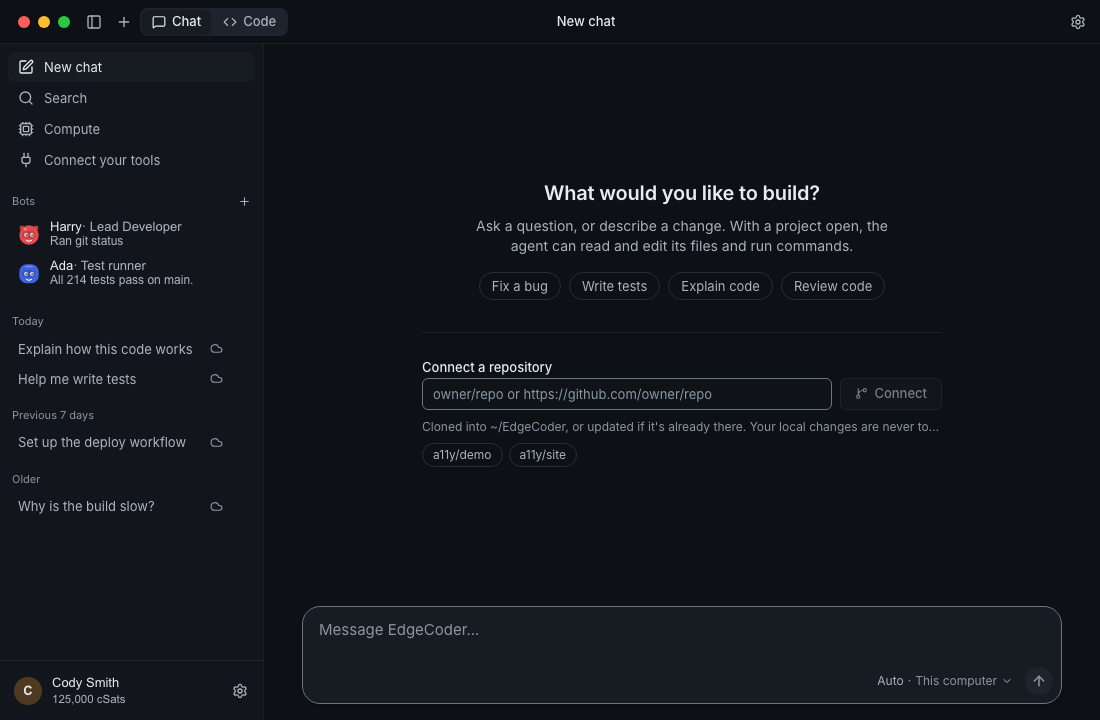 Chat
Code
New chat
New chat
Search
Compute
Connect your tools
Bots
Harry · Lead Developer
Ran git status
Ada · Test runner
All 214 tests pass on main.
Today
Explain how this code works
Help me write tests
Previous 7 days
Set up the deploy workflow
Older
Why is the build slow?
C
Cody Smith
125,000 cSats
What would you like to build?
Ask a question, or describe a change. With a project open, the
agent can read and edit its files and run commands.
Fix a bug
Write tests
Explain code
Review code
Connect a repository
owner/repo or https://github.com/owner/repo
Connect
Cloned into ~/EdgeCoder, or updated if it's already there. Your local changes are never to…
a11y/demo
a11y/site
Message EdgeCoder…
Auto · This computer